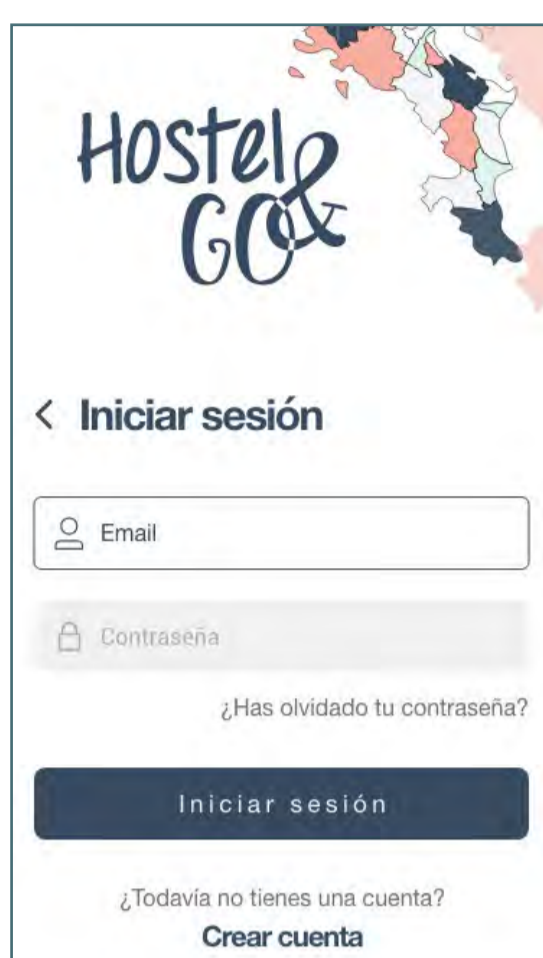 Hostel &
GO
< Iniciar sesión
Email
Contraseña
¿Has olvidado tu contraseña?
Iniciar sesión
¿Todavía no tienes una cuenta?
Crear cuenta